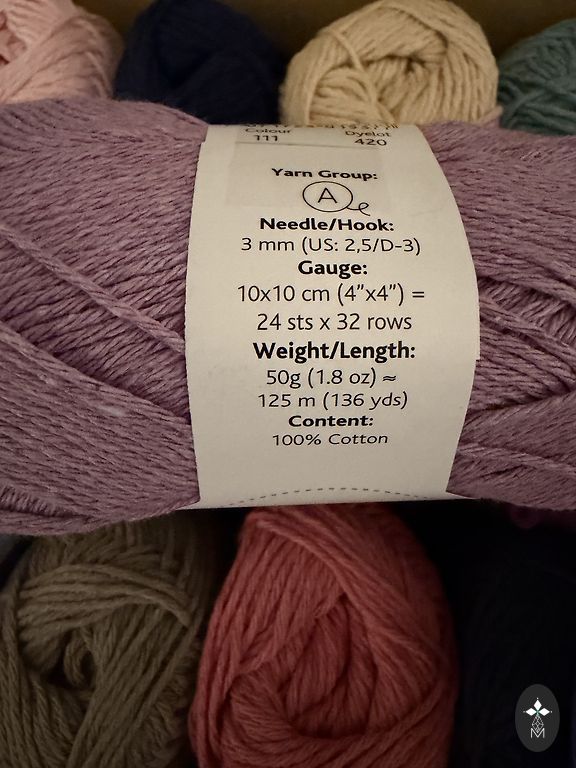 Colour Dyelot
111 420
Yarn Group:
A
Needle/Hook:
3 mm (US: 2,5/D-3)
Gauge:
10x10 cm (4”x4”) =
24 sts x 32 rows
Weight/Length:
50g (1.8 oz) ≈
125 m (136 yds)
Content:
100% Cotton
M